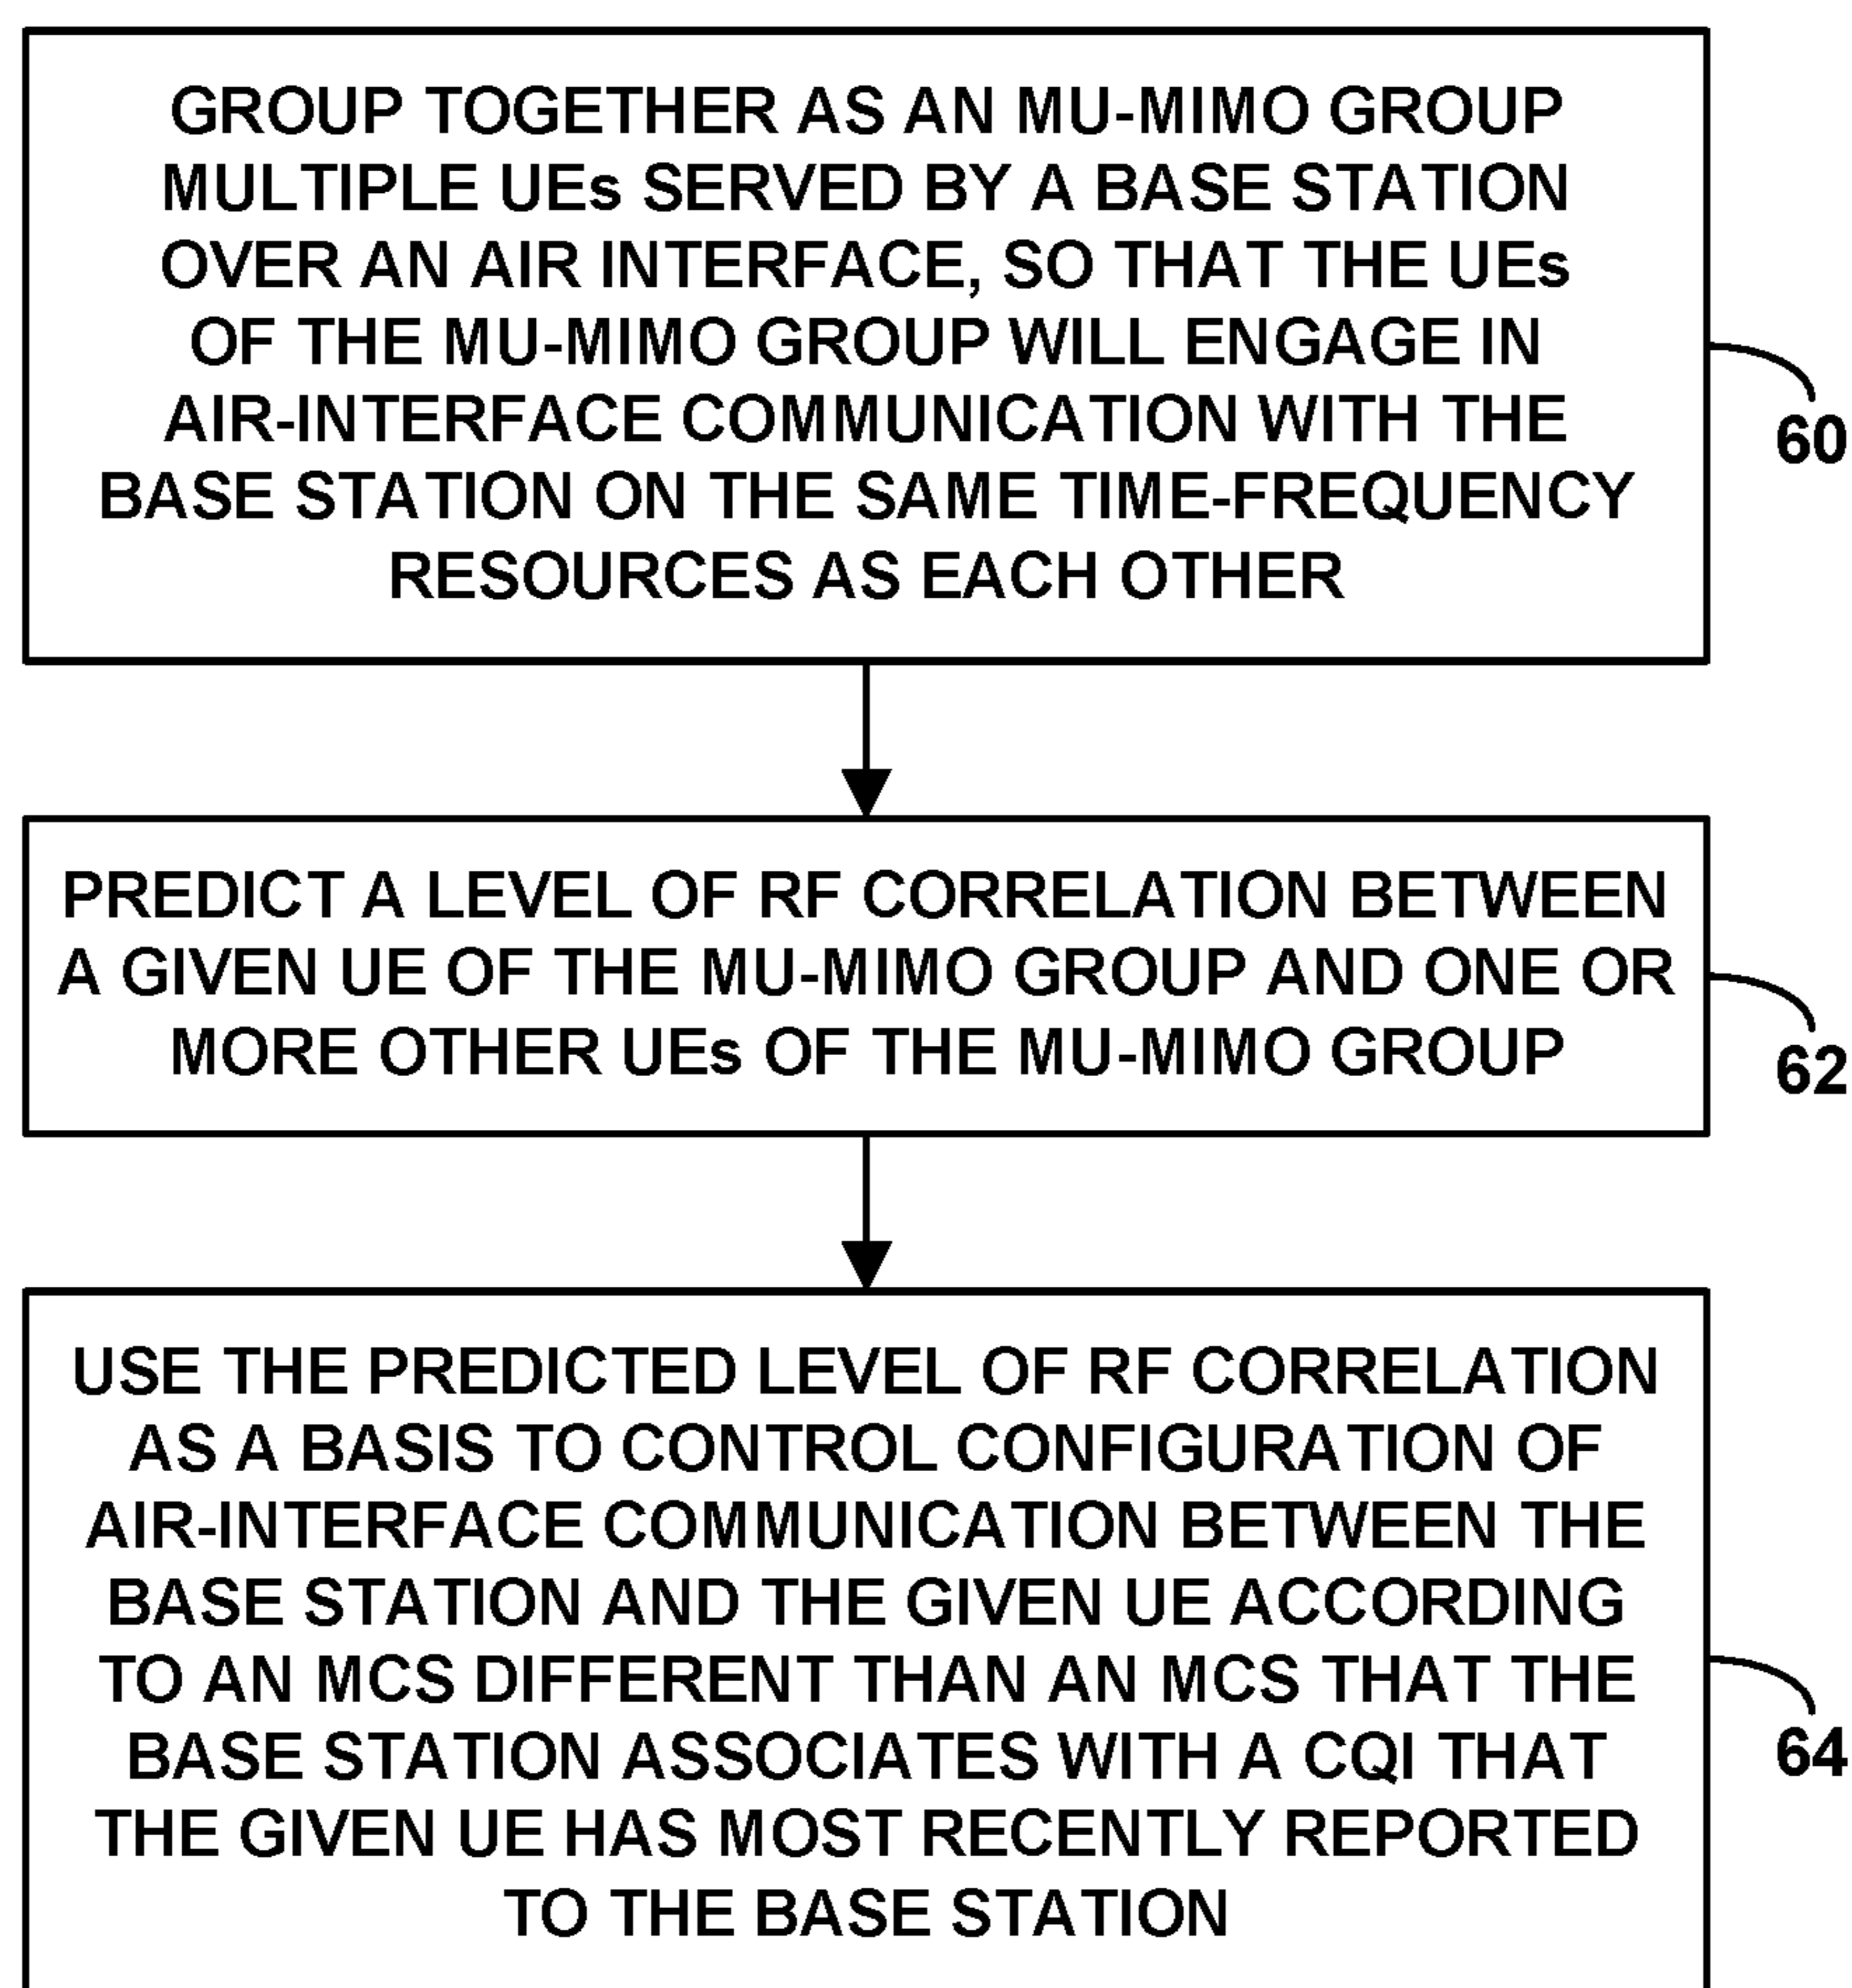 GROUP TOGETHER AS AN MU-MIMO GROUP
MULTIPLE UEs SERVED BY A BASE STATION
OVER AN AIR INTERFACE, SO THAT THE UEs
OF THE MU-MIMO GROUP WILL ENGAGE IN
AIR-INTERFACE COMMUNICATION WITH THE
BASE STATION ON THE SAME TIME-FREQUENCY
RESOURCES AS EACH OTHER
60
PREDICT A LEVEL OF RF CORRELATION BETWEEN
A GIVEN UE OF THE MU-MIMO GROUP AND ONE OR
MORE OTHER UEs OF THE MU-MIMO GROUP
62
USE THE PREDICTED LEVEL OF RF CORRELATION
AS A BASIS TO CONTROL CONFIGURATION OF
AIR-INTERFACE COMMUNICATION BETWEEN THE
BASE STATION AND THE GIVEN UE ACCORDING
TO AN MCS DIFFERENT THAN AN MCS THAT THE
BASE STATION ASSOCIATES WITH A CQI THAT
THE GIVEN UE HAS MOST RECENTLY REPORTED
TO THE BASE STATION
64